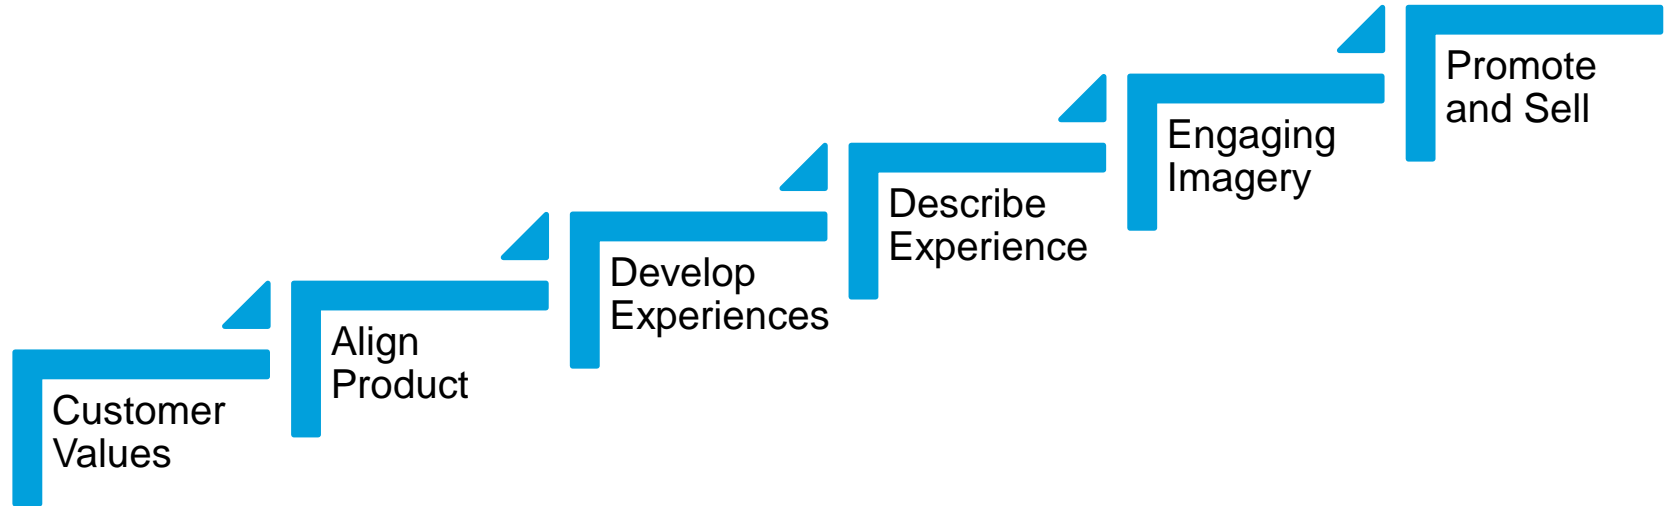 Customer
Values
Align
Product
Develop
Experiences
Describe
Experience
Engaging
Imagery
Promote
and Sell